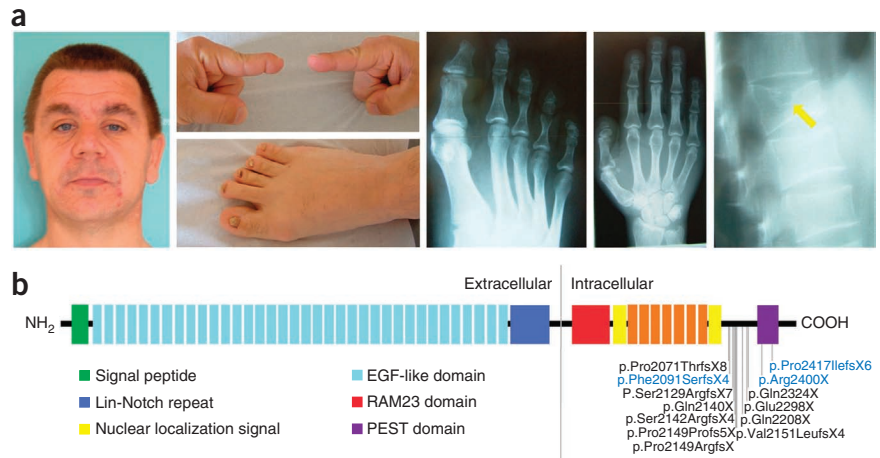 a
b
Extracellular
Intracellular
NH2
COOH
Signal peptide
Lin-Notch repeat
Nuclear localization signal
EGF-like domain
RAM23 domain
PEST domain
p.Pro2071ThrfsX8
p.Phe2091SerfsX4
P.Ser2129ArgfsX7
p.Gln2140X
p.Ser2142ArgfsX4
p.Pro2149Profs5X
p.Pro2149ArgfsX
p.Pro2417IlefsX6
p.Arg2400X
p.Gln2324X
p.Glu2298X
p.Gln2208X
p.Val2151LeufsX4